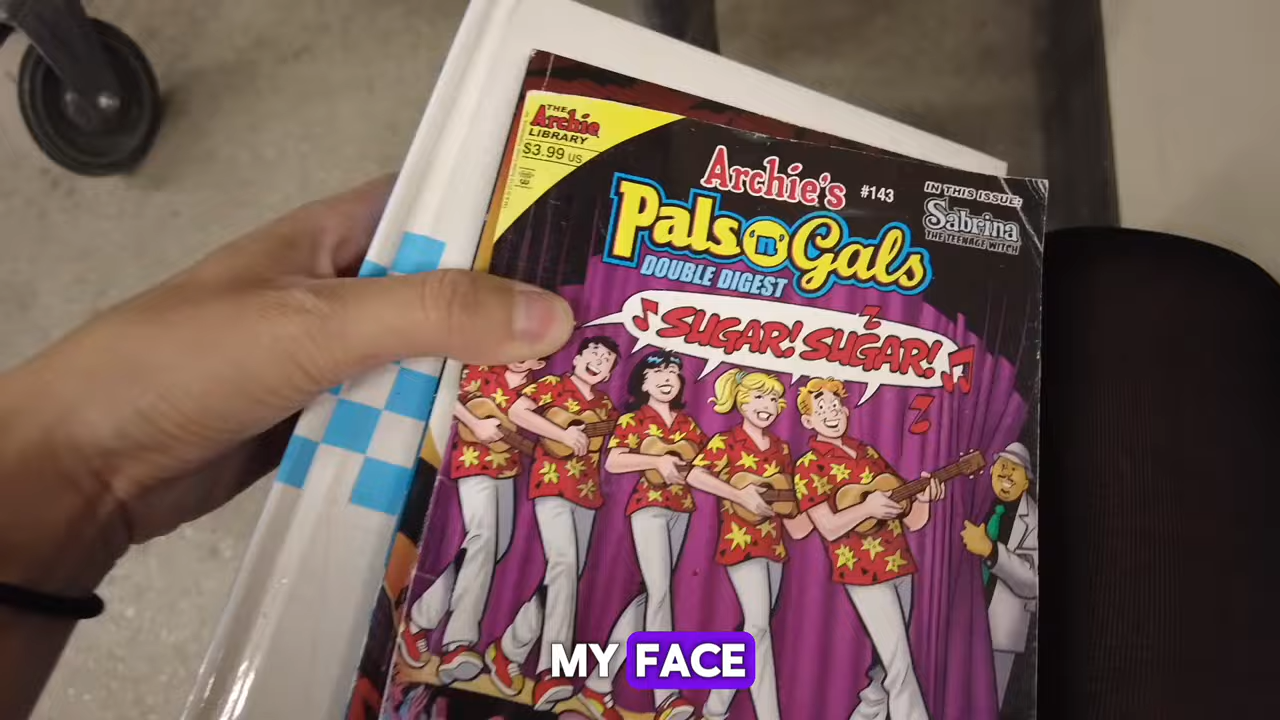 THE
Archie
LIBRARY
$3.99 US
Archie's #143
Pals 'n' Gals
DOUBLE DIGEST
IN THIS ISSUE:
Sabrina
THE TEENAGE WITCH
SUGAR! SUGAR!
MY FACE